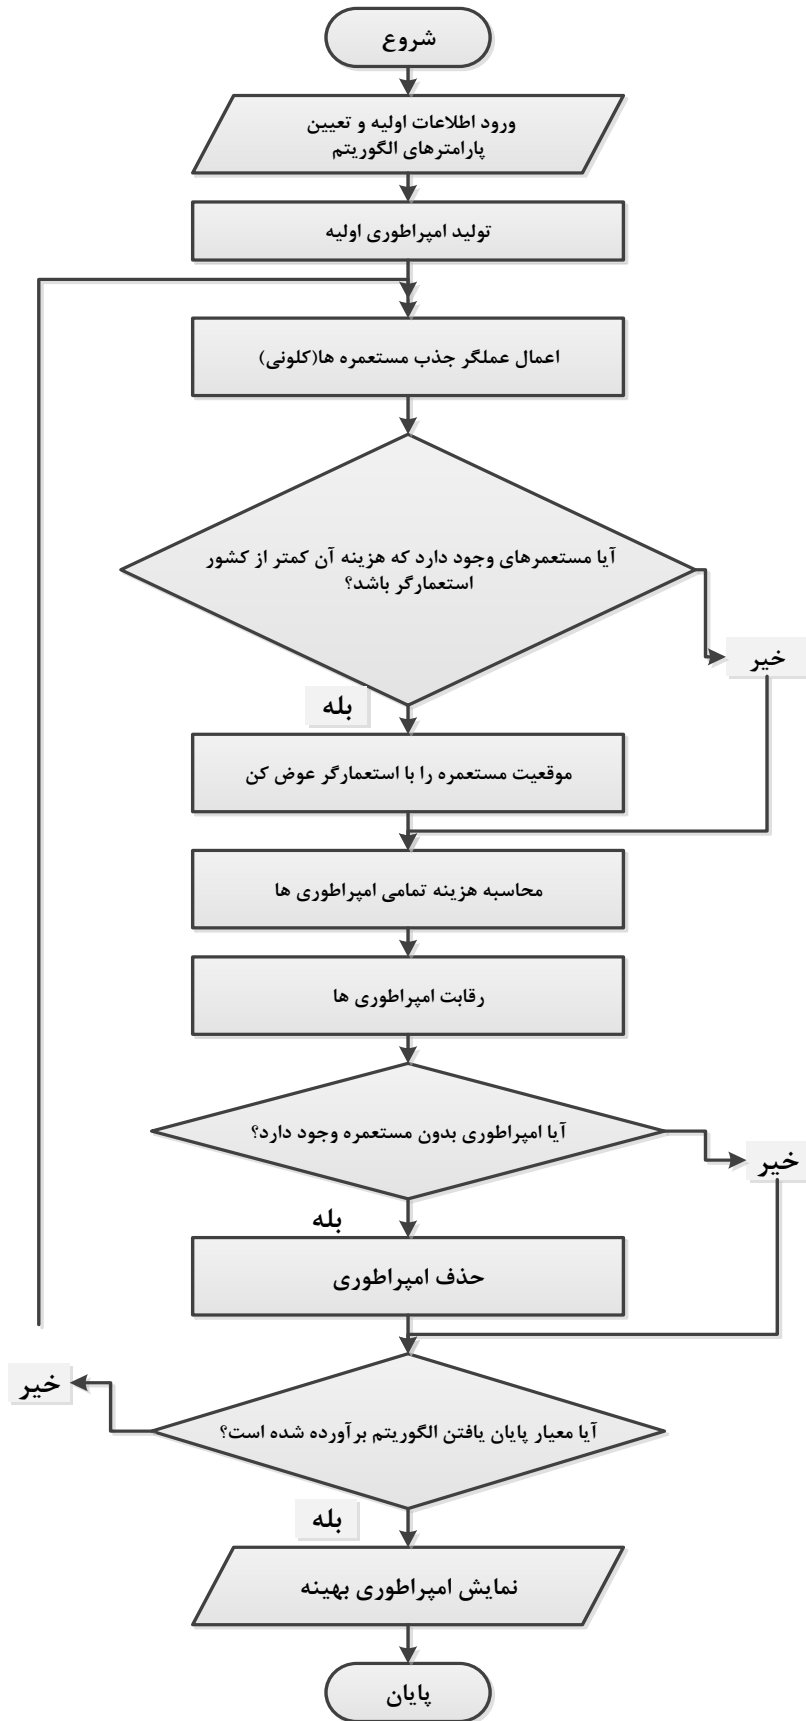 شروع
ورود اطلاعات اولیه و تعیین
پارامترهای الگوریتم
تولید امپراطوری اولیه
اعمال عملگر جذب مستعمره ها(کلونی)
آیا مستعمرهای وجود دارد که هزینه آن کمتر از کشور
استعمارگر باشد؟
خیر
بله
موقعیت مستعمره را با استعمارگر عوض کن
محاسبه هزینه تمامی امپراطوری ها
رقابت امپراطوری ها
آیا امپراطوری بدون مستعمره وجود دارد؟
خیر
بله
حذف امپراطوری
خیر
آیا معیار پایان یافتن الگوریتم برآورده شده است؟
بله
نمایش امپراطوری بهینه
پایان